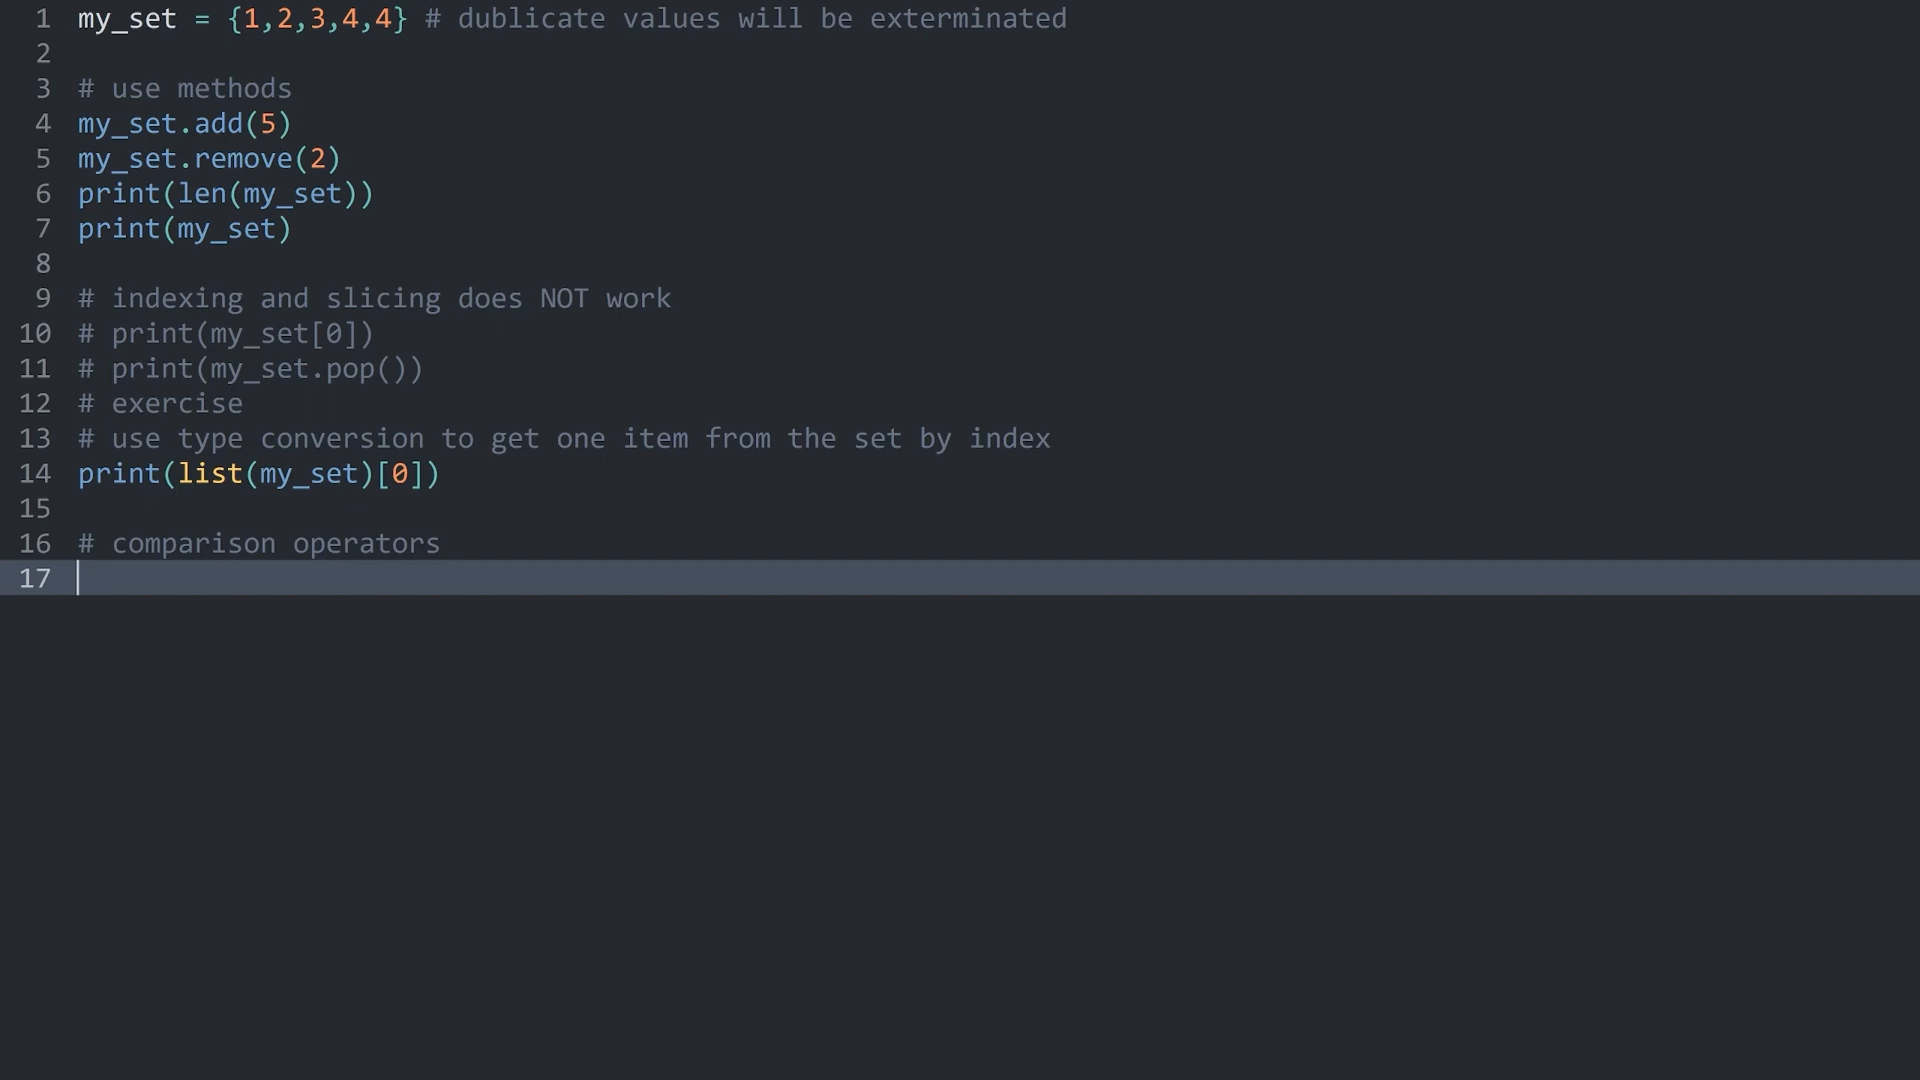 1 my_set = {1,2,3,4,4} # dublicate values will be exterminated
2
3 # use methods
4 my_set.add(5)
5 my_set.remove(2)
6 print(len(my_set))
7 print(my_set)
8
9 # indexing and slicing does NOT work
10 # print(my_set[0])
11 # print(my_set.pop())
12 # exercise
13 # use type conversion to get one item from the set by index
14 print(list(my_set)[0])
15
16 # comparison operators
17